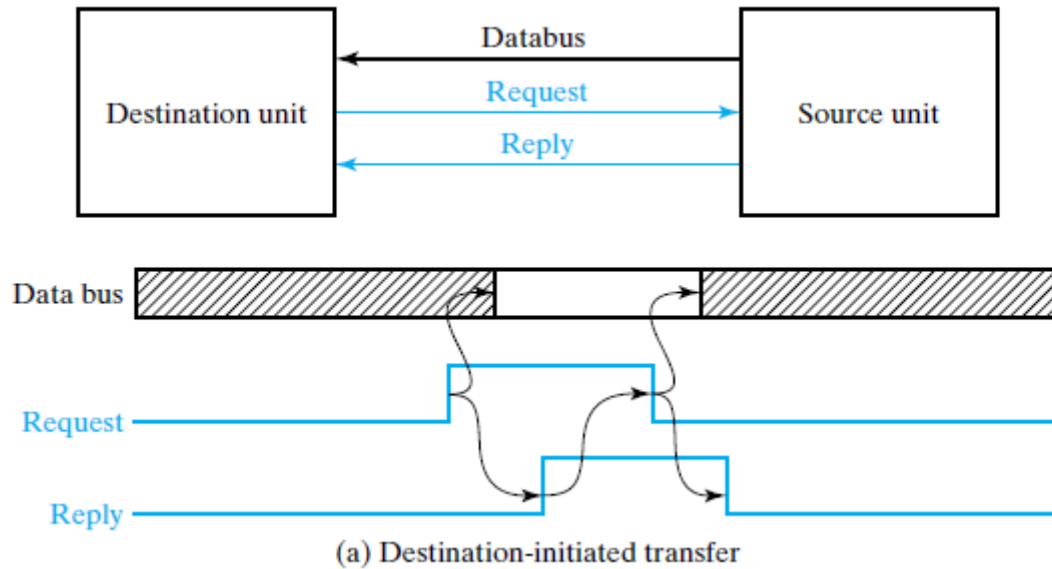 Databus
Request
Destination unit
Source unit
Reply
Data bus
Request
Reply
(a) Destination-initiated transfer